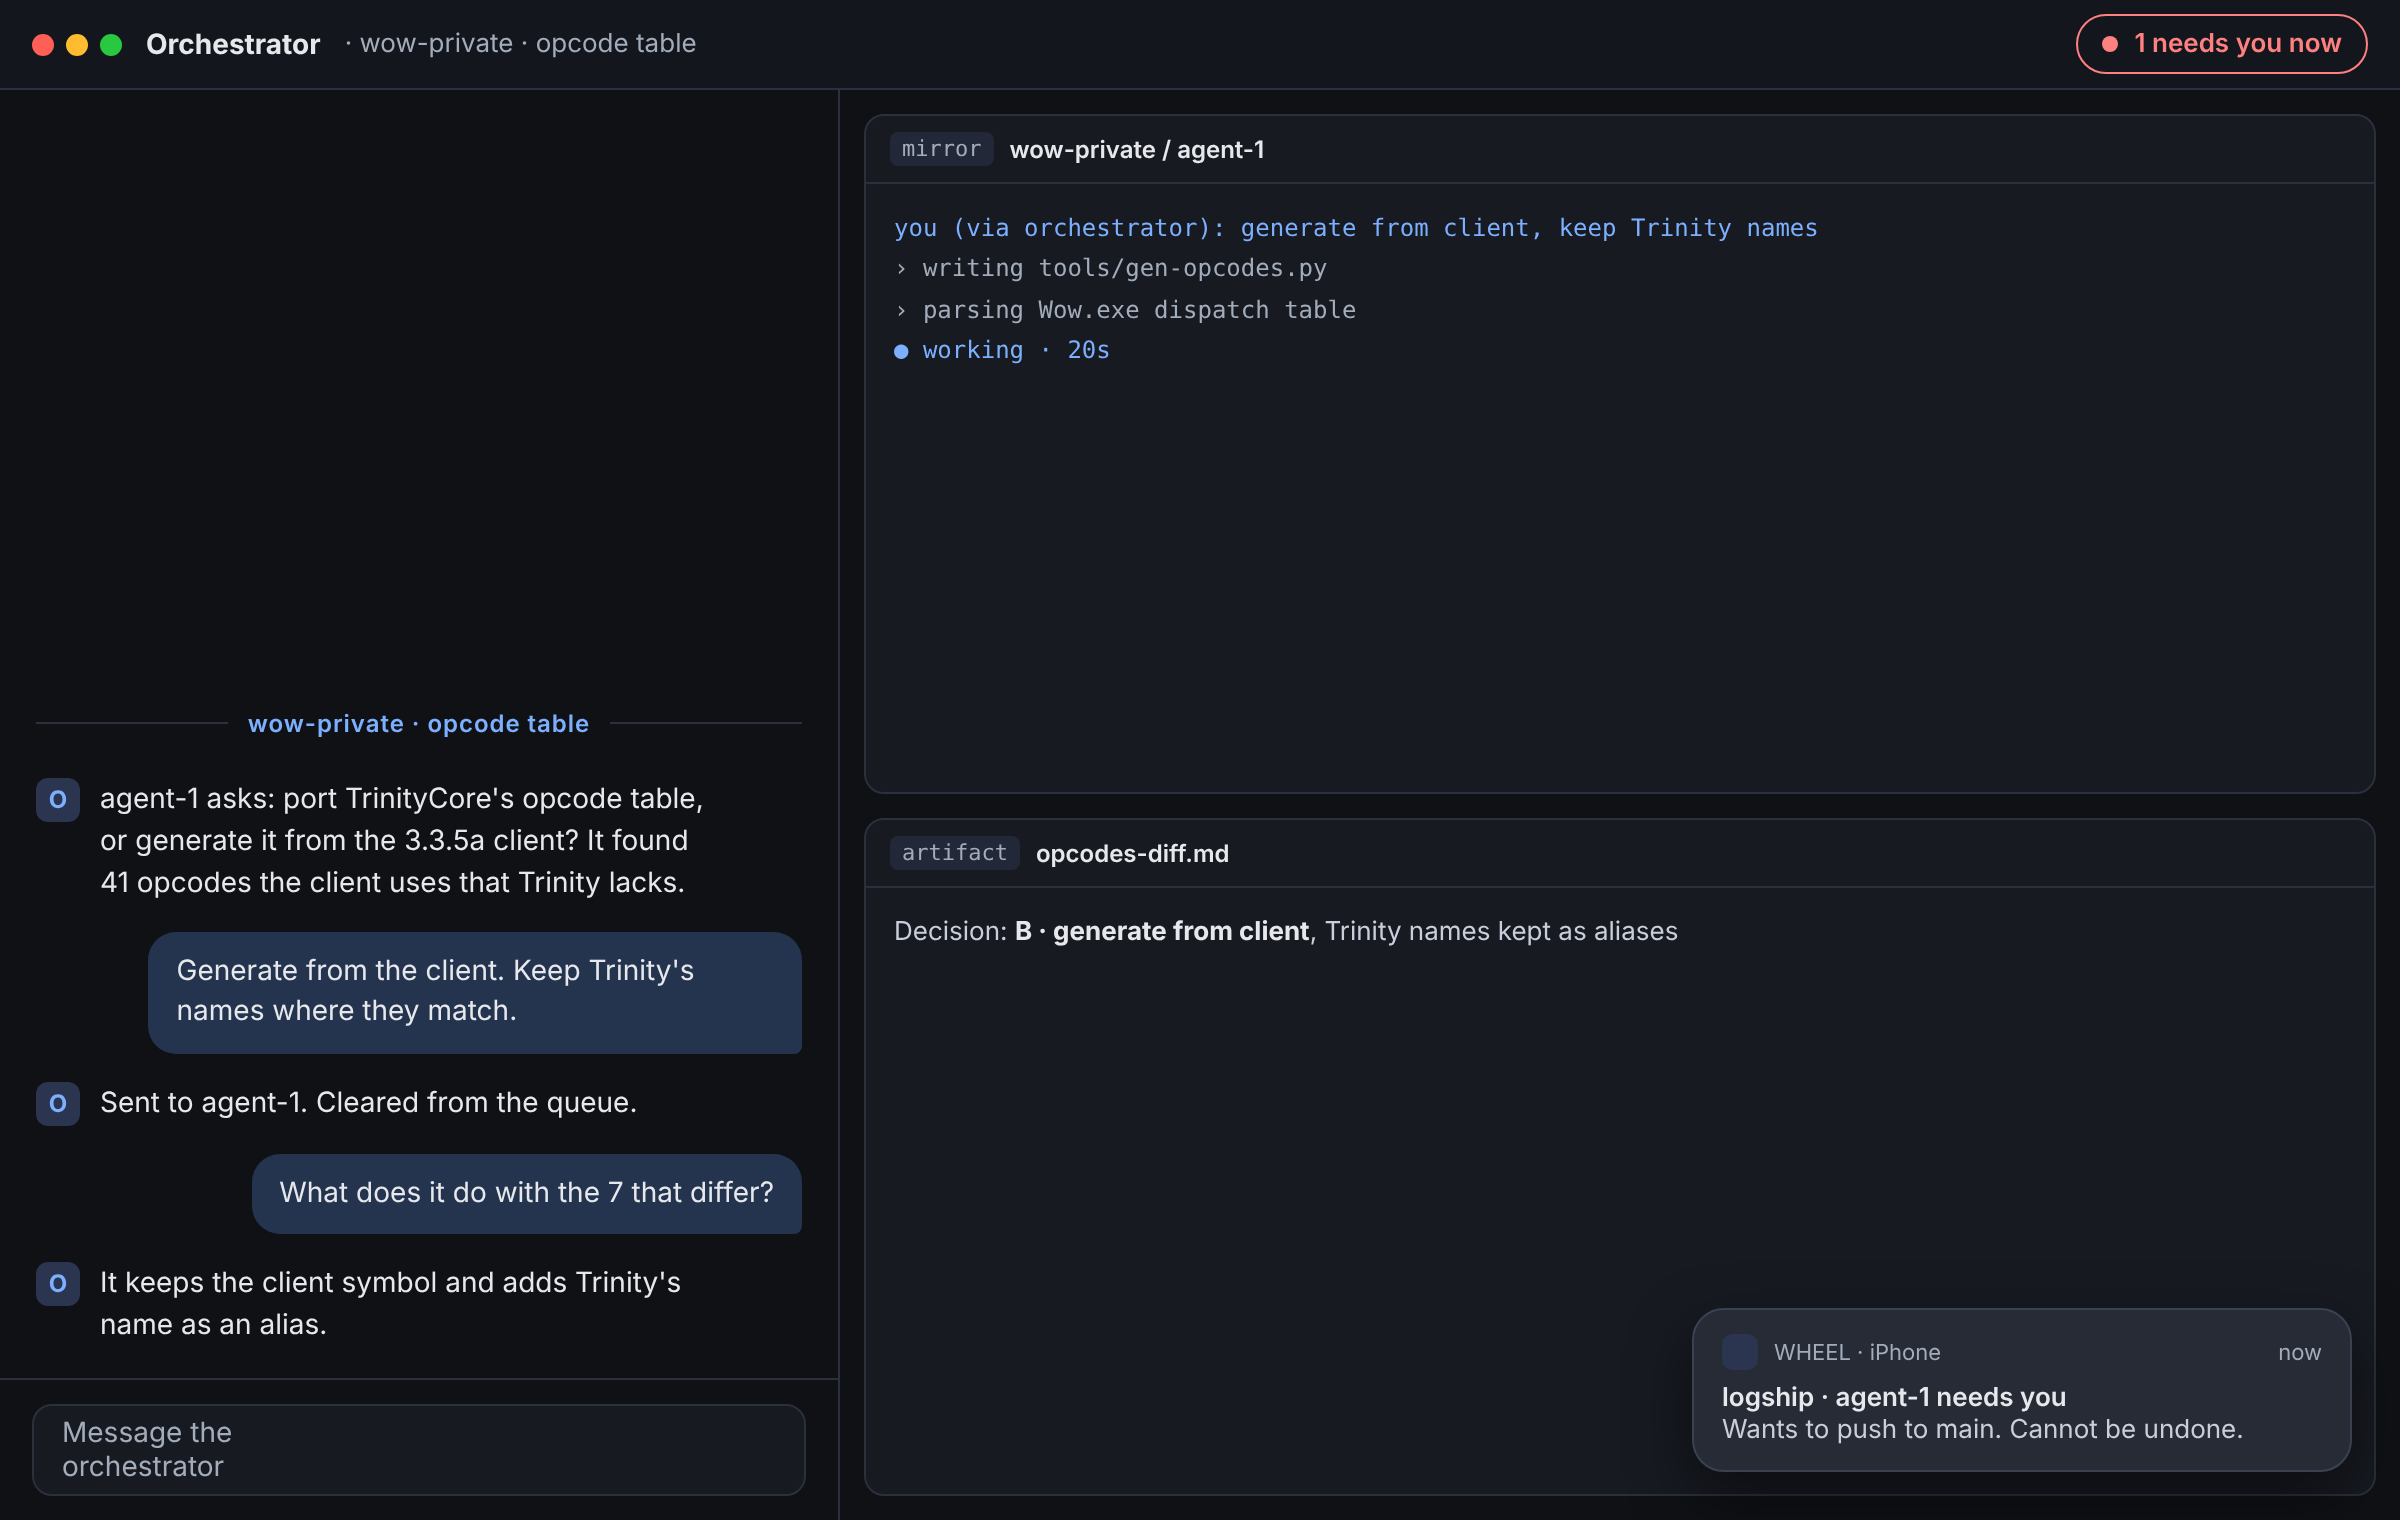 Orchestrator · wow-private · opcode table
1 needs you now
wow-private · opcode table
O
agent-1 asks: port TrinityCore's opcode table,
or generate it from the 3.3.5a client? It found
41 opcodes the client uses that Trinity lacks.
Generate from the client. Keep Trinity's
names where they match.
O
Sent to agent-1. Cleared from the queue.
What does it do with the 7 that differ?
O
It keeps the client symbol and adds Trinity's
name as an alias.
Message the
orchestrator
mirror wow-private / agent-1
you (via orchestrator): generate from client, keep Trinity names
› writing tools/gen-opcodes.py
› parsing Wow.exe dispatch table
● working · 20s
artifact opcodes-diff.md
Decision: B · generate from client, Trinity names kept as aliases
WHEEL · iPhone now
logship · agent-1 needs you
Wants to push to main. Cannot be undone.